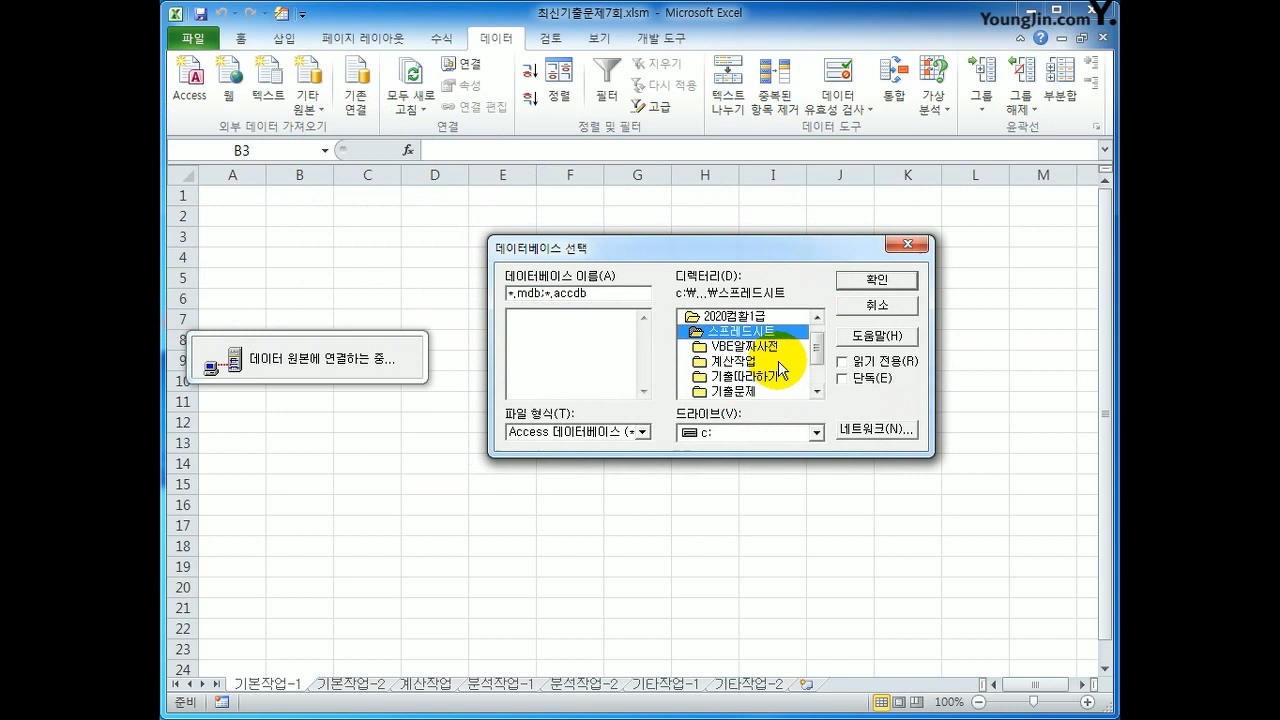 최신기출문제7회.xlsm - Microsoft Excel
YoungJin.com Y.
파일 홈 삽입 페이지 레이아웃 수식 데이터 검토 보기 개발 도구
Access 웹 텍스트 기타 원본 기존 연결 모두 새로 고침 연결 속성 연결 편집 정렬 필터 지우기 다시 적용 고급 텍스트 나누기 중복된 항목 제거 데이터 유효성 검사 통합 가상 분석 그룹 그룹 해제 부분합
외부 데이터 가져오기 연결 정렬 및 필터 데이터 도구 윤곽선
B3 fx
A B C D E F G H I J K L M
1
2
3
4
5
6
7
8
9
10
11
12
13
14
15
16
17
18
19
20
21
22
23
24
데이터 원본에 연결하는 중...
데이터베이스 선택
데이터베이스 이름(A) 디렉터리(D): 확인
*.mdb;*.accdb c:\...\스프레드시트 취소
2020컴활1급
스프레드시트 도움말(H)
VBE알짜사전
계산작업 읽기 전용(R)
기출따라하기 단독(E)
기출문제
파일 형식(T): 드라이브(V):
Access 데이터베이스 (* c: 네트워크(N)...
기본작업-1 기본작업-2 계산작업 분석작업-1 분석작업-2 기타작업-1 기타작업-2
준비 100%